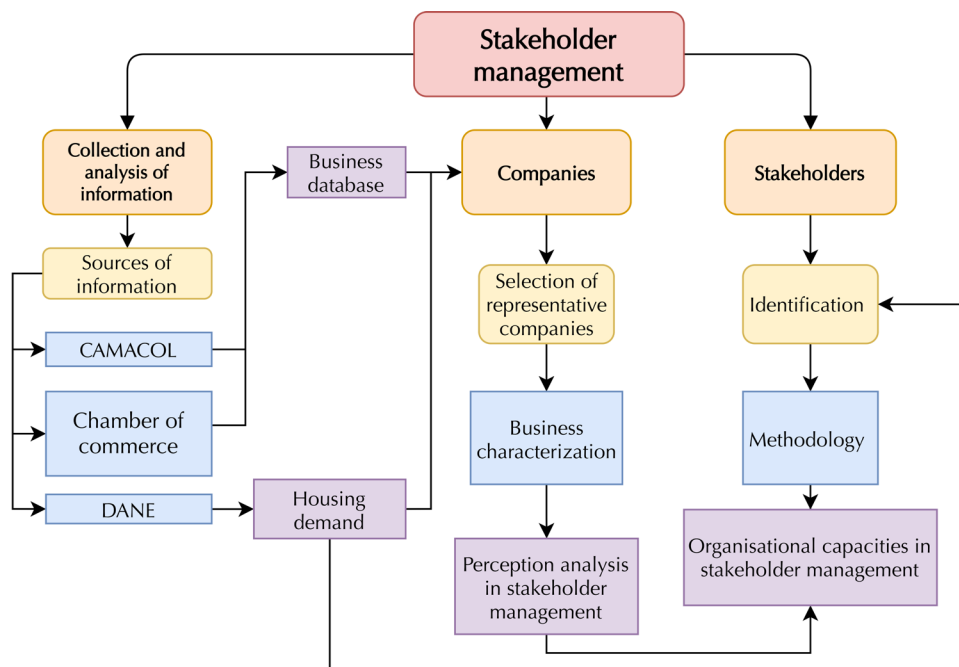 Stakeholder
management
Collection and
analysis of
information
Business
database
Companies
Stakeholders
Sources of
information
Selection of
representative
companies
Identification
CAMACOL
Chamber of
commerce
Business
characterization
Methodology
DANE
Housing
demand
Perception analysis
in stakeholder
management
Organisational capacities in
stakeholder management